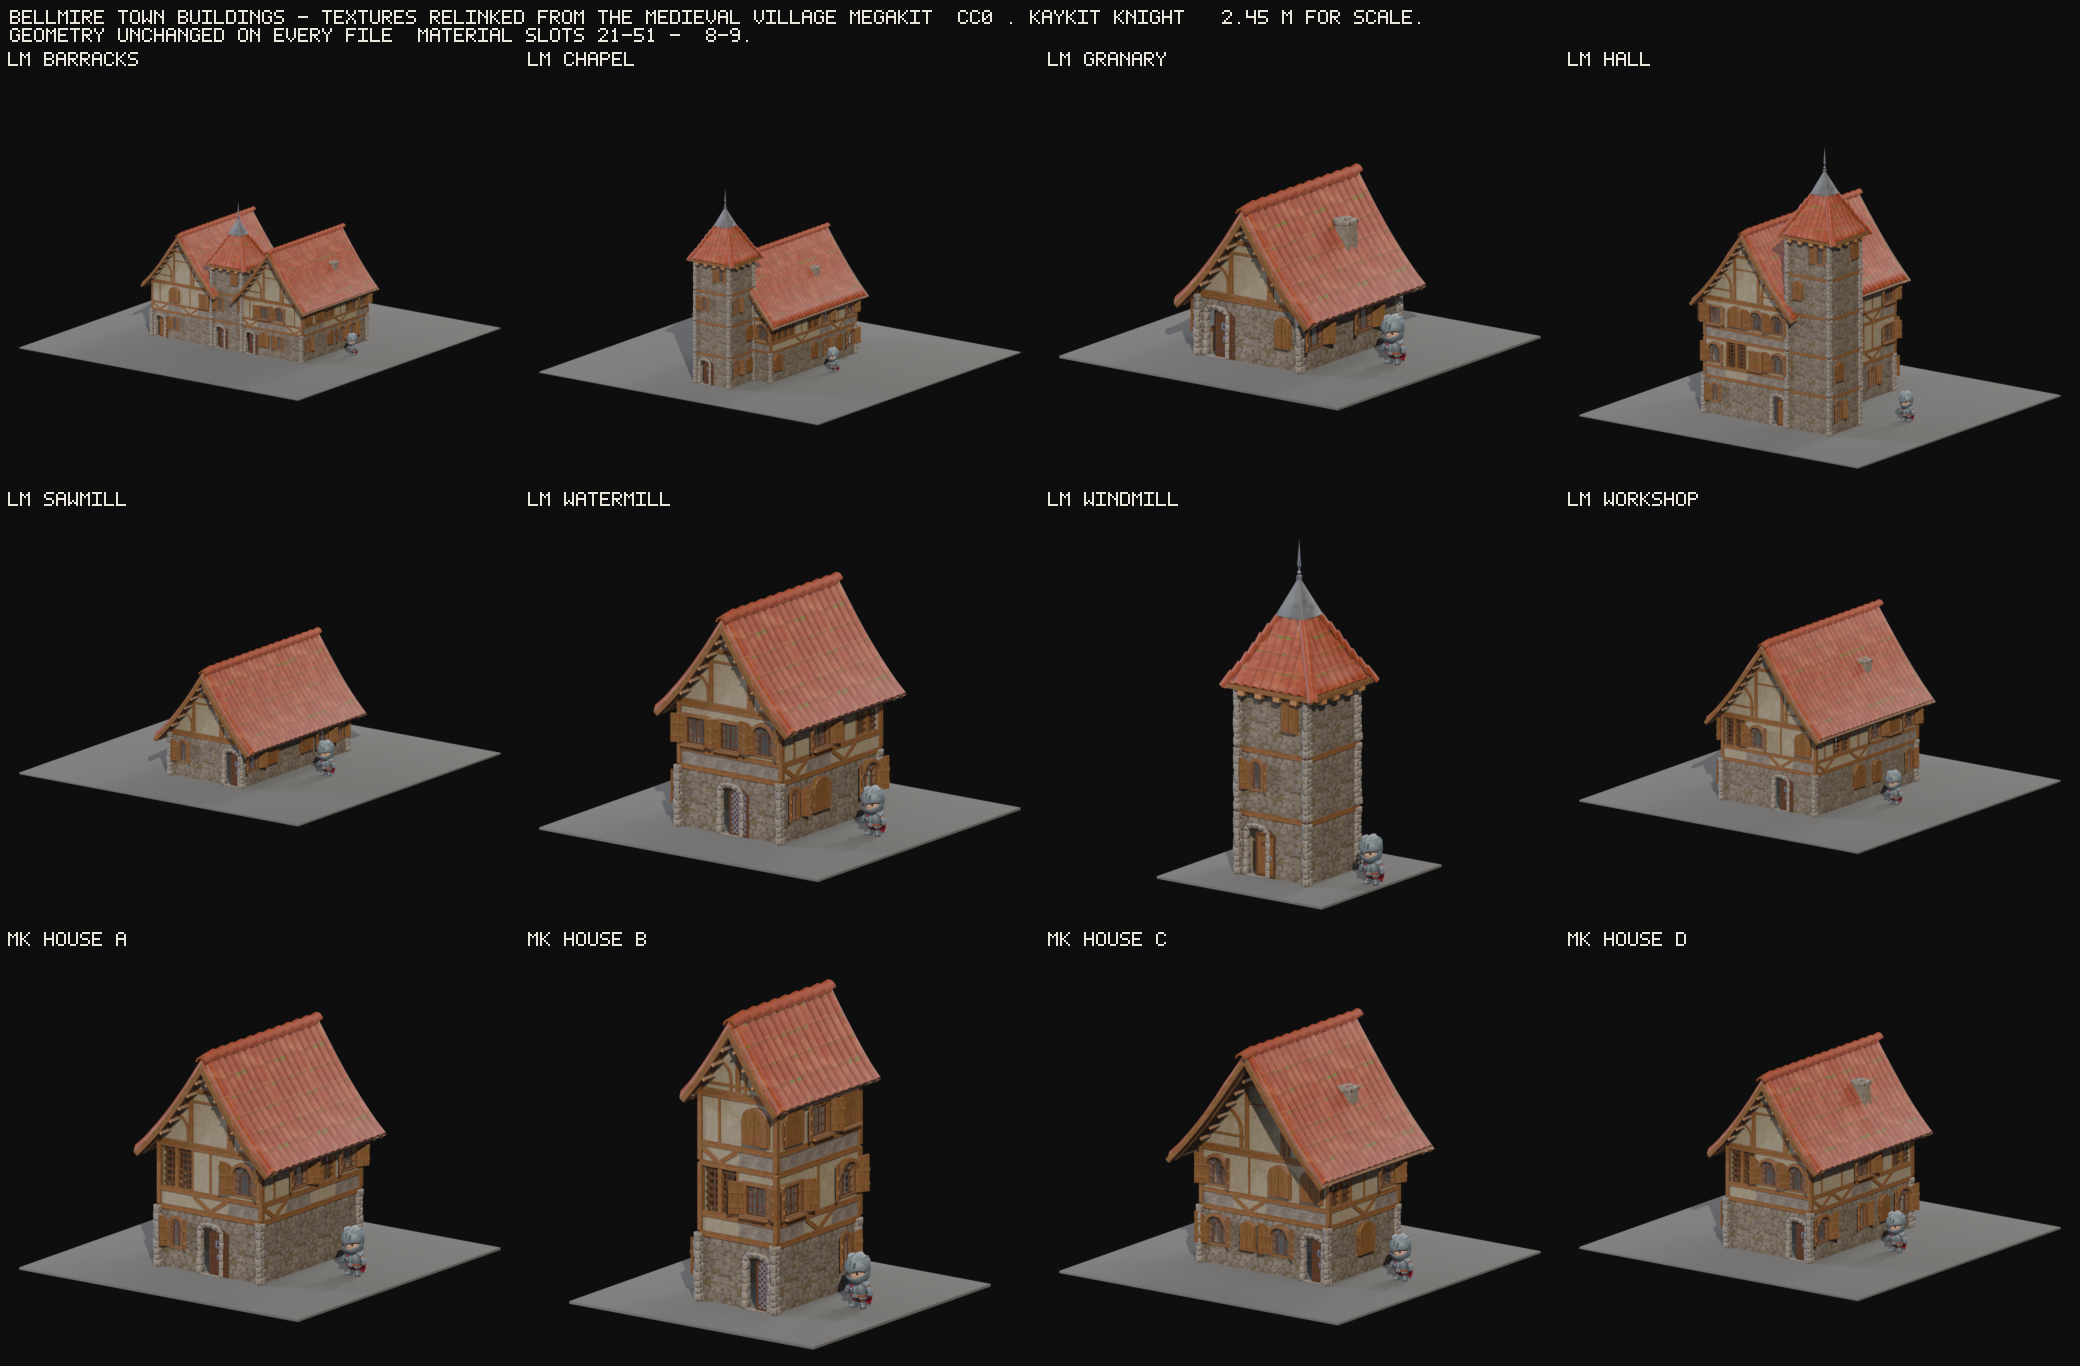 BELLMIRE TOWN BUILDINGS - TEXTURES RELINKED FROM THE MEDIEVAL VILLAGE MEGAKIT  CC0 . KAYKIT KNIGHT   2.45 M FOR SCALE.
GEOMETRY UNCHANGED ON EVERY FILE  MATERIAL SLOTS 21-51 -  8-9.
LM BARRACKS
LM CHAPEL
LM GRANARY
LM HALL
LM SAWMILL
LM WATERMILL
LM WINDMILL
LM WORKSHOP
MK HOUSE A
MK HOUSE B
MK HOUSE C
MK HOUSE D